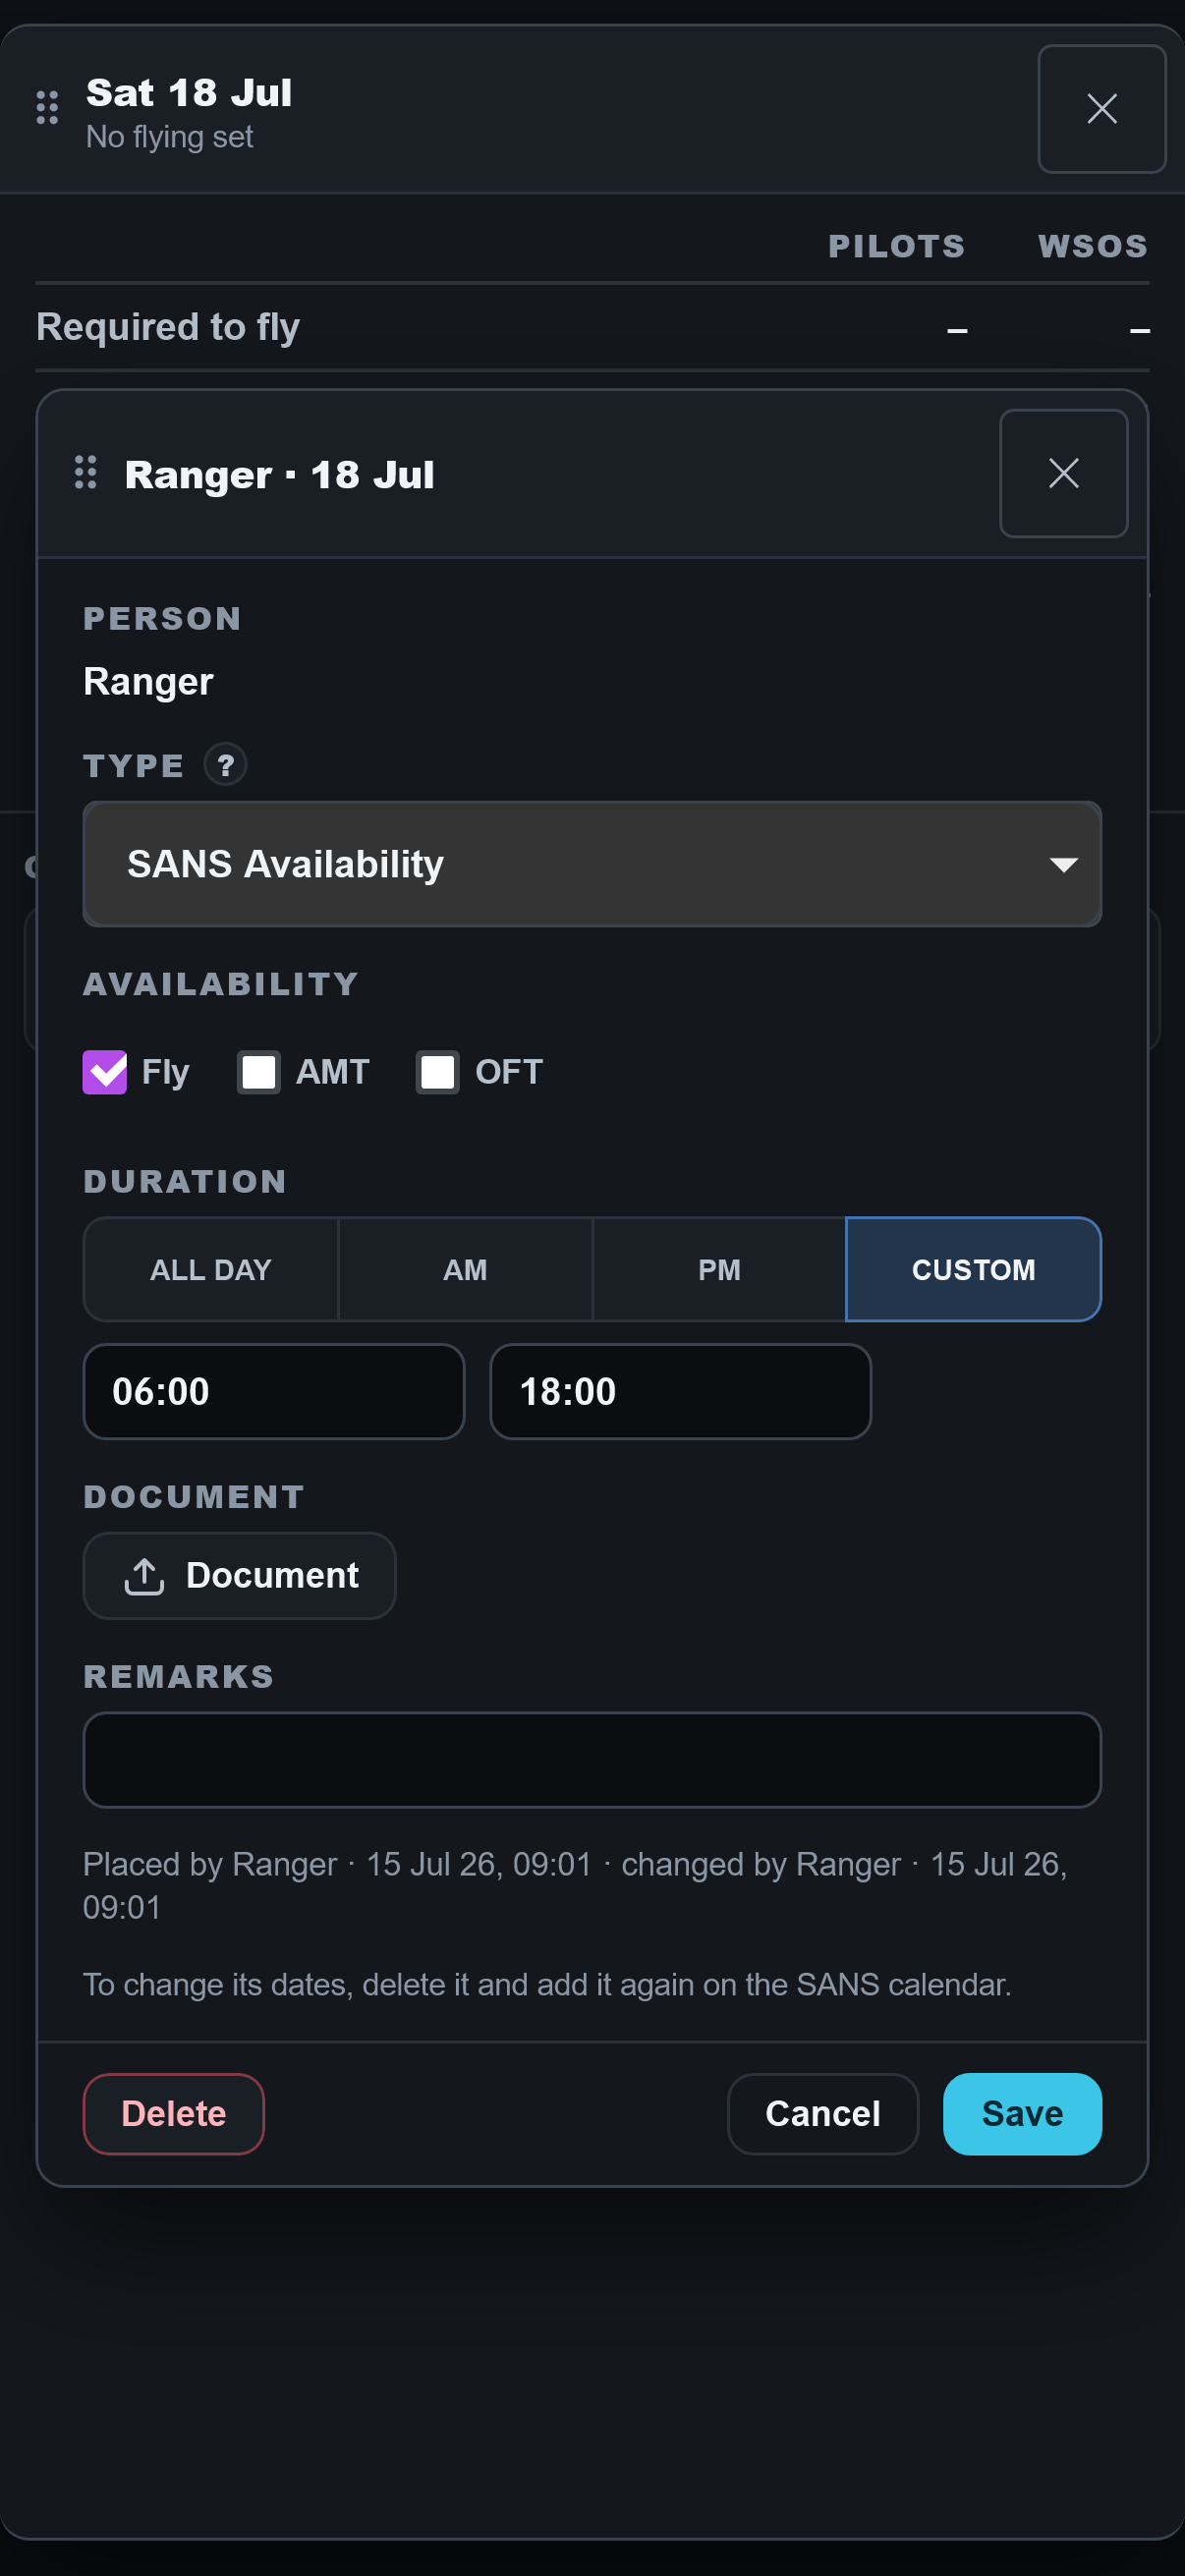 Sat 18 Jul
No flying set
PILOTS WSOS
Required to fly – –
Ranger · 18 Jul
PERSON
Ranger
TYPE ?
SANS Availability
AVAILABILITY
Fly AMT OFT
DURATION
ALL DAY AM PM CUSTOM
06:00 18:00
DOCUMENT
Document
REMARKS
Placed by Ranger · 15 Jul 26, 09:01 · changed by Ranger · 15 Jul 26,
09:01
To change its dates, delete it and add it again on the SANS calendar.
Delete Cancel Save